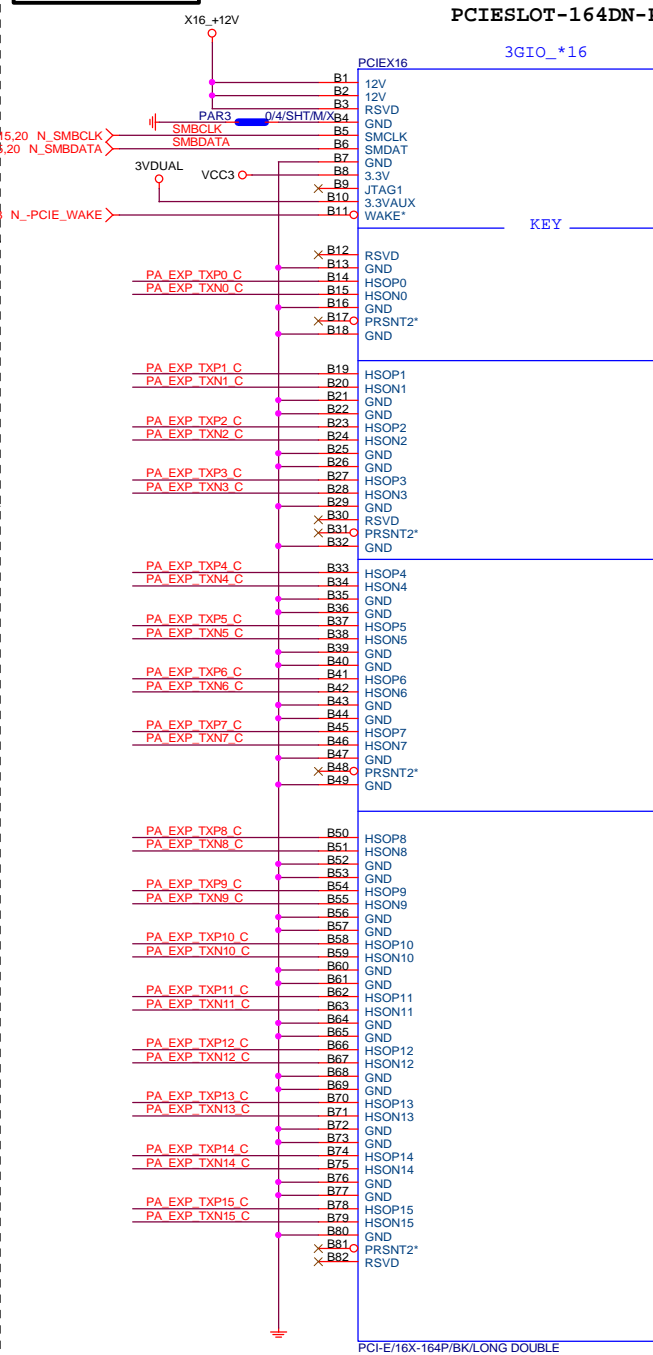 PCIESLOT-164DN-
X16_+12V
3GIO_*16
PCIEX16
B1 12V
B2 12V
B3 RSVD
PAR3 0/4/SHT/M/X B4 GND
15,20 N_SMBCLK SMBCLK B5 SMCLK
,20 N_SMBDATA SMBDATA B6 SMDAT
B7 GND
3VDUAL VCC3 B8 3.3V
B9 JTAG1
B10 3.3VAUX
N_-PCIE_WAKE B11 WAKE*
KEY
B12 RSVD
B13 GND
PA_EXP_TXP0_C B14 HSOP0
PA_EXP_TXN0_C B15 HSON0
B16 GND
B17 PRSNT2*
B18 GND
PA_EXP_TXP1_C B19 HSOP1
PA_EXP_TXN1_C B20 HSON1
B21 GND
B22 GND
PA_EXP_TXP2_C B23 HSOP2
PA_EXP_TXN2_C B24 HSON2
B25 GND
B26 GND
PA_EXP_TXP3_C B27 HSOP3
PA_EXP_TXN3_C B28 HSON3
B29 GND
B30 RSVD
B31 PRSNT2*
B32 GND
PA_EXP_TXP4_C B33 HSOP4
PA_EXP_TXN4_C B34 HSON4
B35 GND
B36 GND
PA_EXP_TXP5_C B37 HSOP5
PA_EXP_TXN5_C B38 HSON5
B39 GND
B40 GND
PA_EXP_TXP6_C B41 HSOP6
PA_EXP_TXN6_C B42 HSON6
B43 GND
B44 GND
PA_EXP_TXP7_C B45 HSOP7
PA_EXP_TXN7_C B46 HSON7
B47 GND
B48 PRSNT2*
B49 GND
PA_EXP_TXP8_C B50 HSOP8
PA_EXP_TXN8_C B51 HSON8
B52 GND
B53 GND
PA_EXP_TXP9_C B54 HSOP9
PA_EXP_TXN9_C B55 HSON9
B56 GND
B57 GND
PA_EXP_TXP10_C B58 HSOP10
PA_EXP_TXN10_C B59 HSON10
B60 GND
B61 GND
PA_EXP_TXP11_C B62 HSOP11
PA_EXP_TXN11_C B63 HSON11
B64 GND
B65 GND
PA_EXP_TXP12_C B66 HSOP12
PA_EXP_TXN12_C B67 HSON12
B68 GND
B69 GND
PA_EXP_TXP13_C B70 HSOP13
PA_EXP_TXN13_C B71 HSON13
B72 GND
B73 GND
PA_EXP_TXP14_C B74 HSOP14
PA_EXP_TXN14_C B75 HSON14
B76 GND
B77 GND
PA_EXP_TXP15_C B78 HSOP15
PA_EXP_TXN15_C B79 HSON15
B80 GND
B81 PRSNT2*
B82 RSVD
PCI-E/16X-164P/BK/LONG DOUBLE